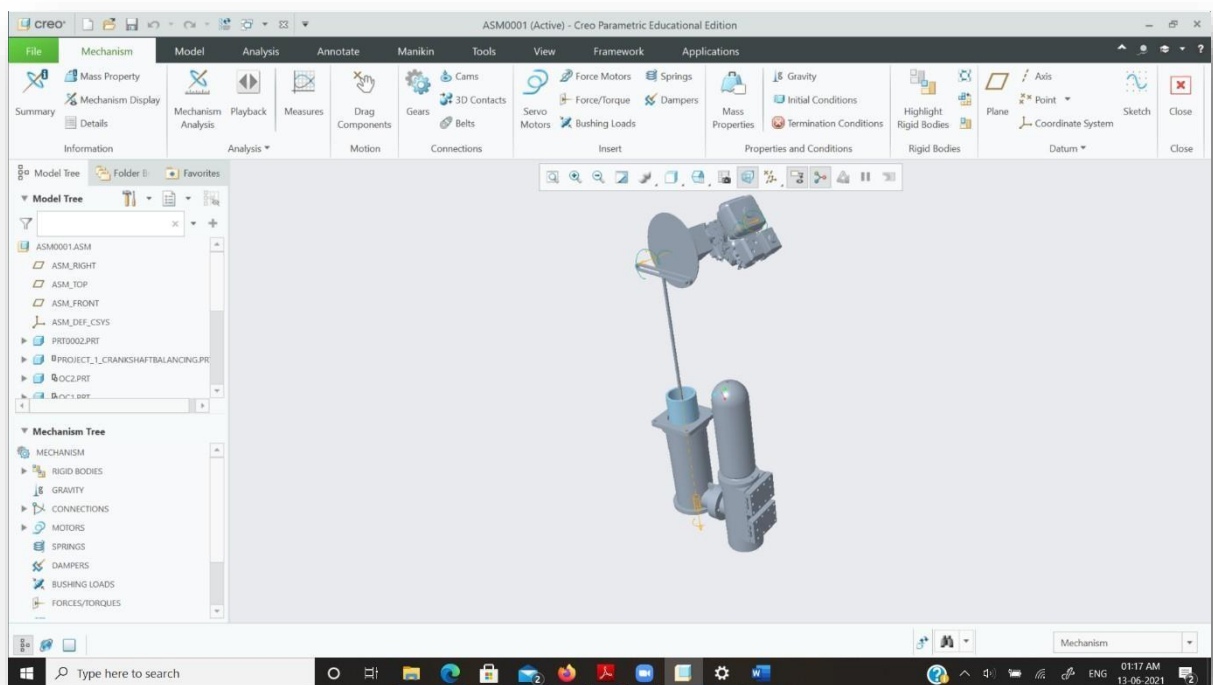 creo
ASM0001 (Active) - Creo Parametric Educational Edition
File Mechanism Model Analysis Annotate Manikin Tools View Framework Applications
Summary
Mass Property
Mechanism Display
Details
Information
Mechanism
Analysis
Playback
Analysis
Measures
Drag
Components
Motion
Gears
Cams
3D Contacts
Belts
Connections
Servo
Motors
Force Motors
Force/Torque
Bushing Loads
Springs
Dampers
Insert
Mass
Properties
Gravity
Initial Conditions
Termination Conditions
Properties and Conditions
Highlight
Rigid Bodies
Rigid Bodies
Plane
Axis
Point
Coordinate System
Sketch
Datum
Close
Close
Model Tree Folder B Favorites
Model Tree
ASM0001.ASM
ASM_RIGHT
ASM_TOP
ASM_FRONT
ASM_DEF_CSYS
PRT0002.PRT
PROJECT_1_CRANKSHAFTBALANCING.PR
OC2.PRT
OC1.PRT
Mechanism Tree
MECHANISM
RIGID BODIES
GRAVITY
CONNECTIONS
MOTORS
SPRINGS
DAMPERS
BUSHING LOADS
FORCES/TORQUES
Mechanism
Type here to search
ENG
01:17 AM
13-06-2021